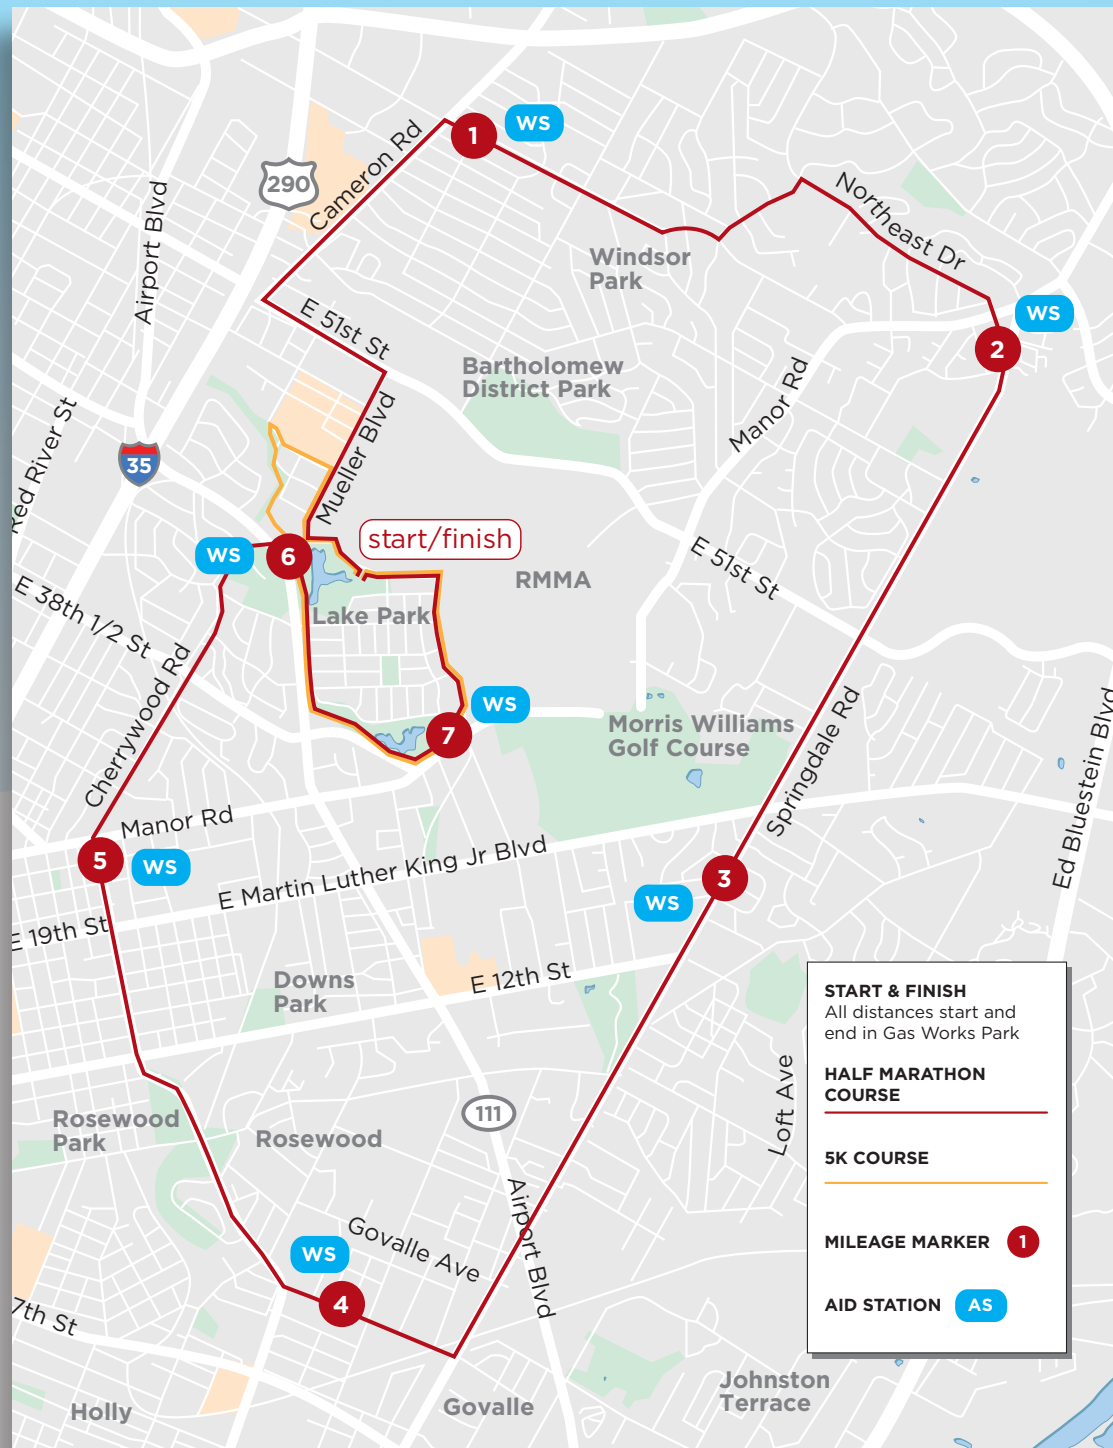 1
WS
Cameron Rd
290
Airport Blvd
Northeast Dr
Windsor
Park
WS
2
E 51st St
Bartholomew
District Park
Manor Rd
Mueller Blvd
Red River St
35
start/finish
WS
6
E 51st St
RMMA
E 38th 1/2 St
Lake Park
Cherrywood Rd
WS
7
Morris Williams
Golf Course
Springdale Rd
Ed Bluestein Blvd
Manor Rd
5
WS
E Martin Luther King Jr Blvd
3
WS
E 19th St
Downs
Park
E 12th St
START & FINISH
All distances start and
end in Gas Works Park
HALF MARATHON
COURSE
5K COURSE
MILEAGE MARKER 1
AID STATION AS
Loft Ave
111
Rosewood
Park
Rosewood
Airport Blvd
Govalle Ave
WS
4
7th St
Johnston
Terrace
Govalle
Holly